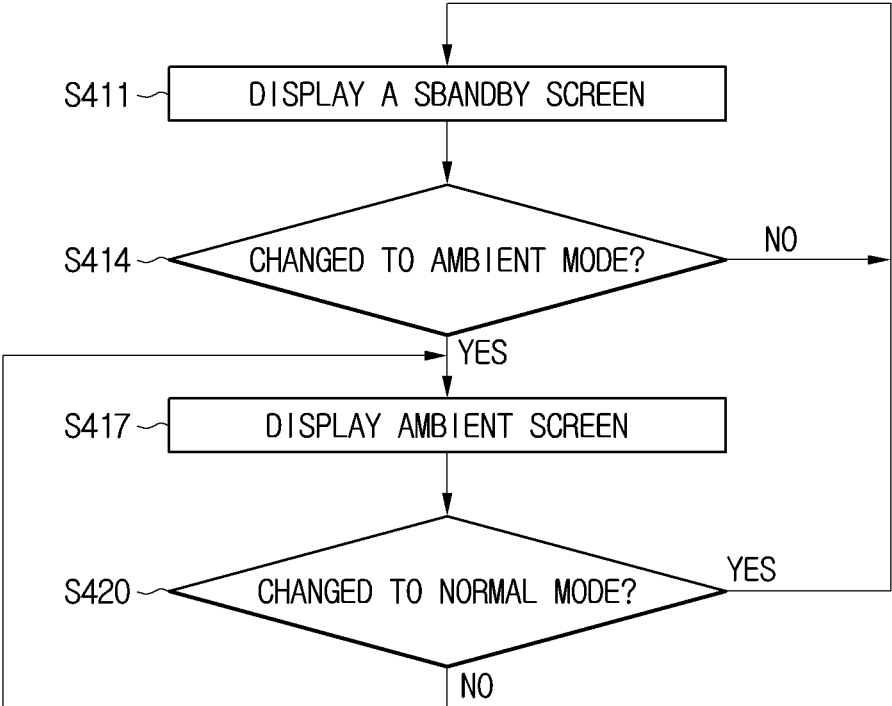 S411 DISPLAY A SBANDBY SCREEN
S414 CHANGED TO AMBIENT MODE? NO
YES
S417 DISPLAY AMBIENT SCREEN
S420 CHANGED TO NORMAL MODE? YES
NO